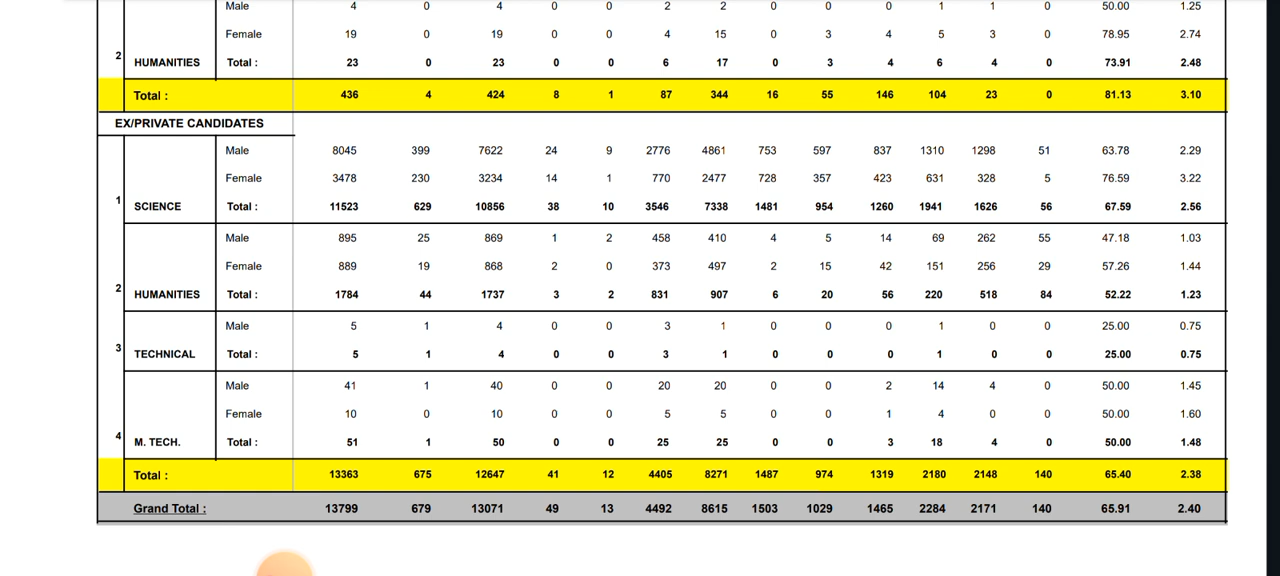 Male 4 0 4 0 0 2 2 0 0 0 1 1 0 50.00 1.25
Female 19 0 19 0 0 4 15 0 3 4 5 3 0 78.95 2.74
2 HUMANITIES Total : 23 0 23 0 0 6 17 0 3 4 6 4 0 73.91 2.48
Total : 436 4 424 8 1 87 344 16 55 146 104 23 0 81.13 3.10
EX/PRIVATE CANDIDATES
Male 8045 399 7622 24 9 2776 4861 753 597 837 1310 1298 51 63.78 2.29
Female 3478 230 3234 14 1 770 2477 728 357 423 631 328 5 76.59 3.22
1 SCIENCE Total : 11523 629 10856 38 10 3546 7338 1481 954 1260 1941 1626 56 67.59 2.56
Male 895 25 869 1 2 458 410 4 5 14 69 262 55 47.18 1.03
Female 889 19 868 2 0 373 497 2 15 42 151 256 29 57.26 1.44
2 HUMANITIES Total : 1784 44 1737 3 2 831 907 6 20 56 220 518 84 52.22 1.23
Male 5 1 4 0 0 3 1 0 0 0 1 0 0 25.00 0.75
3 TECHNICAL Total : 5 1 4 0 0 3 1 0 0 0 1 0 0 25.00 0.75
Male 41 1 40 0 0 20 20 0 0 2 14 4 0 50.00 1.45
Female 10 0 10 0 0 5 5 0 0 1 4 0 0 50.00 1.60
4 M. TECH. Total : 51 1 50 0 0 25 25 0 0 3 18 4 0 50.00 1.48
Total : 13363 675 12647 41 12 4405 8271 1487 974 1319 2180 2148 140 65.40 2.38
Grand Total : 13799 679 13071 49 13 4492 8615 1503 1029 1465 2284 2171 140 65.91 2.40